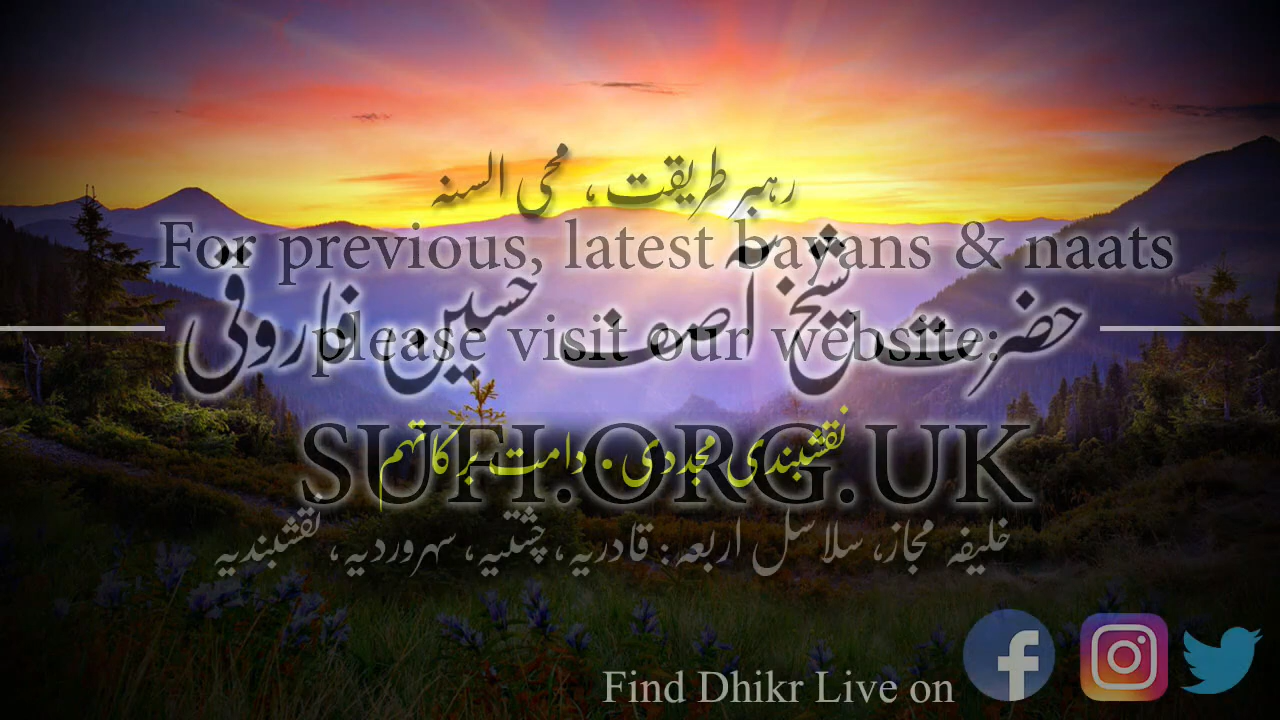 رہبر طریقت، محی السنہ
For previous, latest bayans & naats
حضرت شیخ آصف حسین فاروقی
please visit our website:
نقشبندی مجددی . دامت برکاتہم
SUFI.ORG.UK
خلیفہ مجاز، سلاسل اربعہ: قادریہ، چشتیہ، سہروردیہ، نقشبندیہ
Find Dhikr Live on